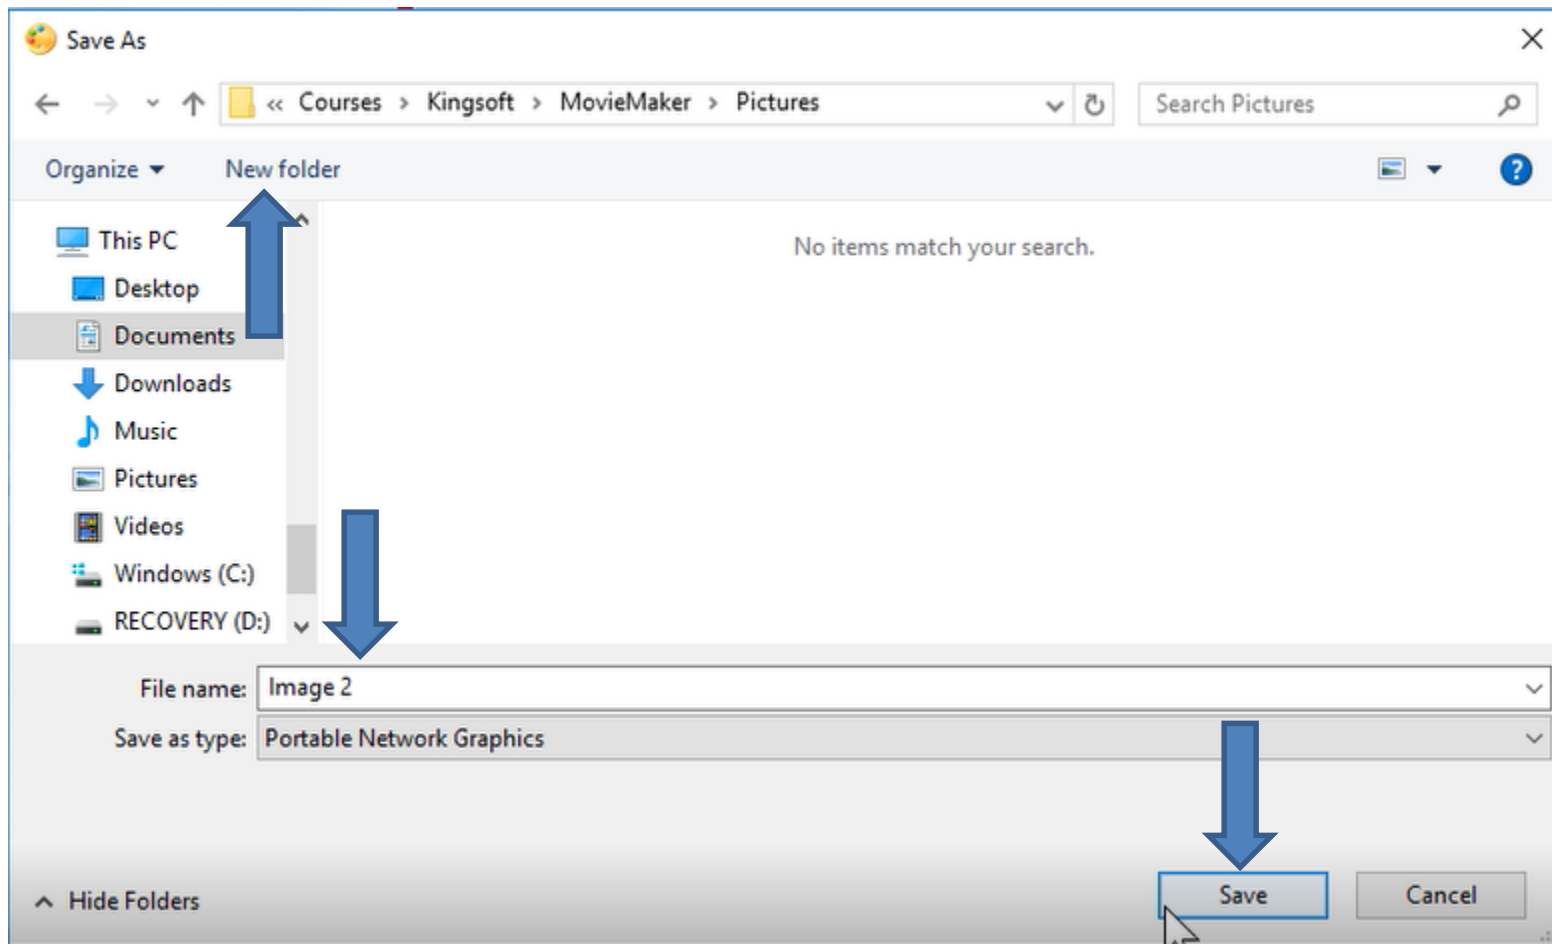 Save As
« Courses > Kingsoft > MovieMaker > Pictures
Search Pictures
Organize
New folder
?
This PC
No items match your search.
Desktop
Documents
Downloads
Music
Pictures
Videos
Windows (C:)
RECOVERY (D:)
File name: Image 2
Save as type: Portable Network Graphics
Hide Folders
Save
Cancel